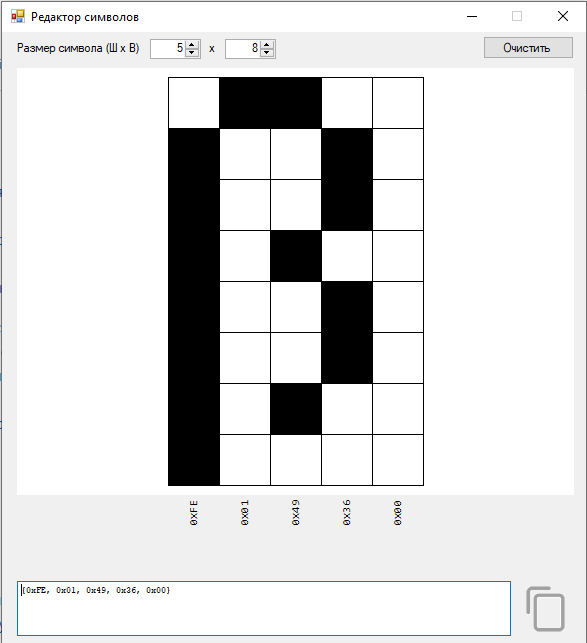 Редактор символов
Размер символа (Ш x В) 5 x 8 Очистить
0xFE 0x01 0x49 0x36 0x00
{0xFE, 0x01, 0x49, 0x36, 0x00}